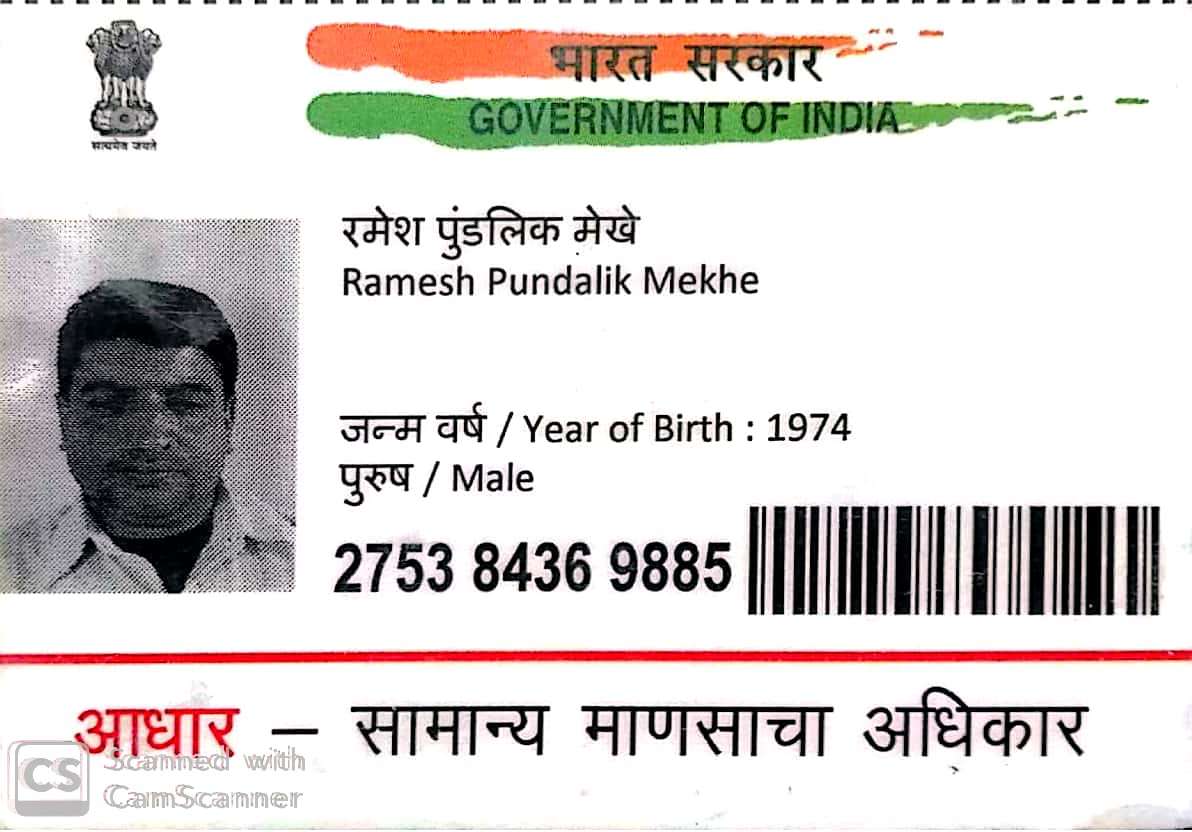 भारत सरकार
GOVERNMENT OF INDIA
सत्यमेव जयते
रमेश पुंडलिक मेखे
Ramesh Pundalik Mekhe
जन्म वर्ष / Year of Birth : 1974
पुरुष / Male
2753 8436 9885
आधार – सामान्य माणसाचा अधिकार
CS Scanned with
CamScanner